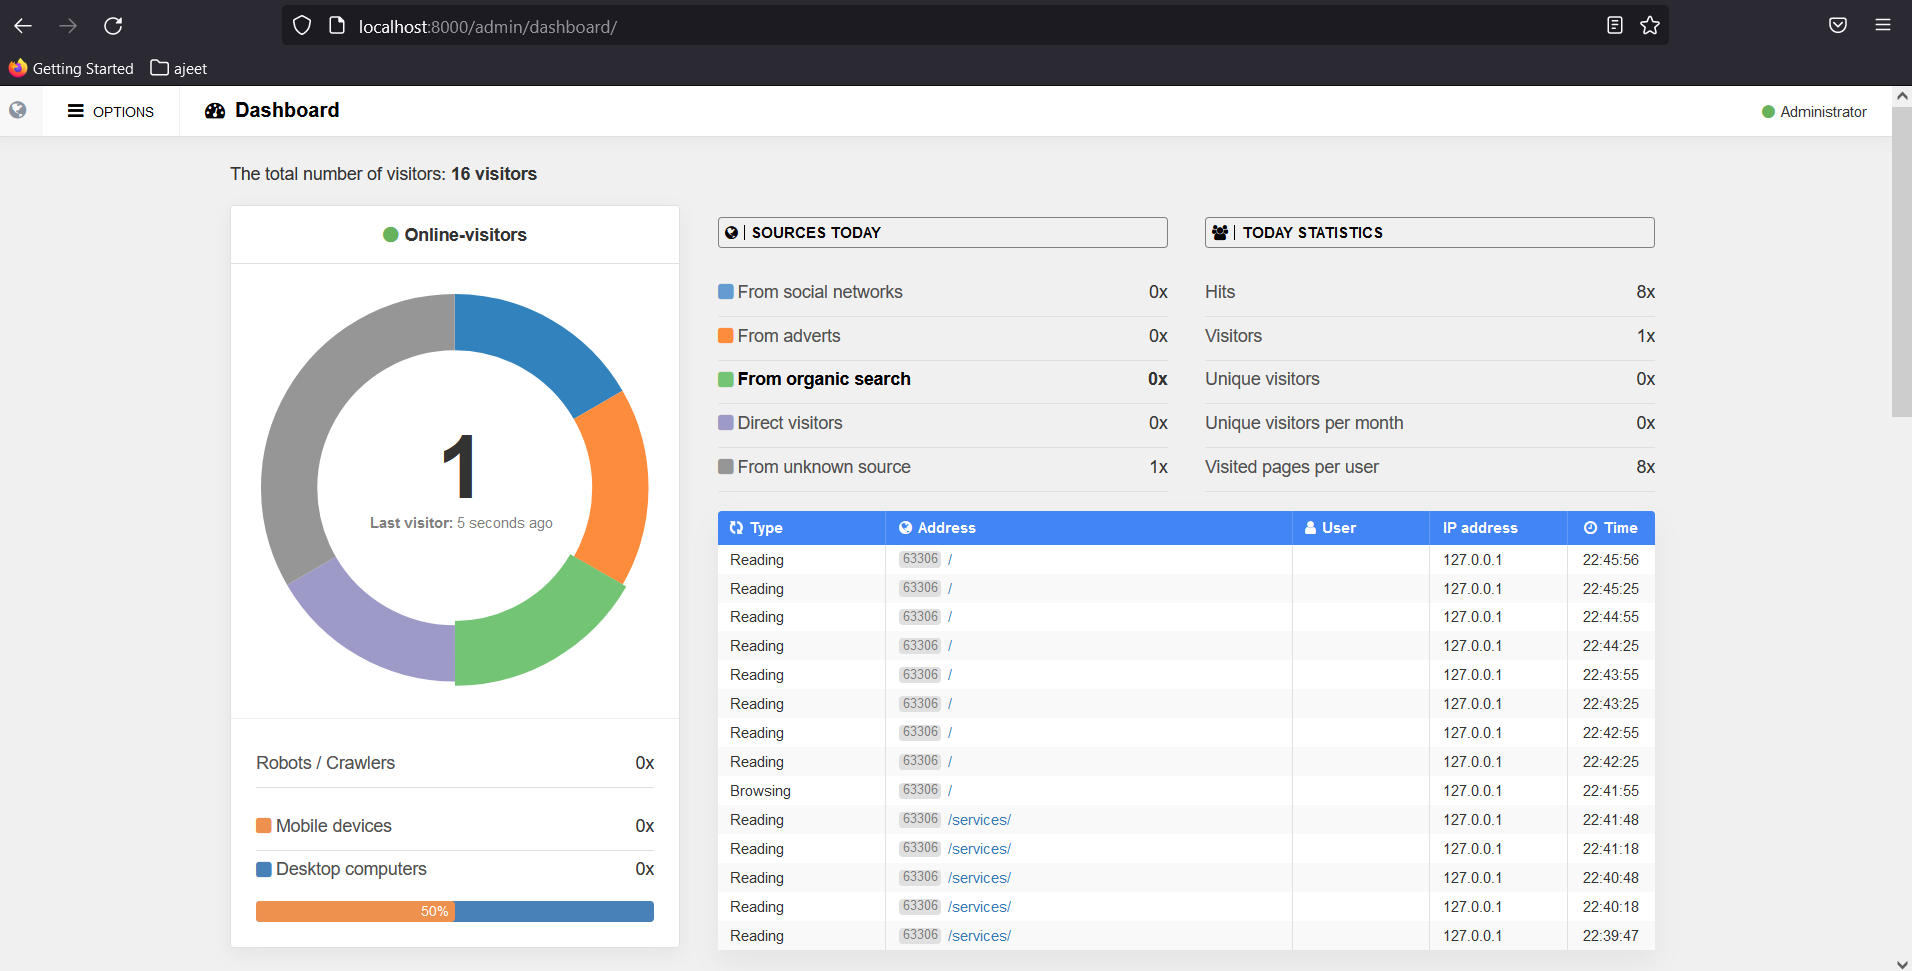 localhost:8000/admin/dashboard/
Getting Started ajeet
OPTIONS Dashboard Administrator
The total number of visitors: 16 visitors
Online-visitors
1
Last visitor: 5 seconds ago
Robots / Crawlers 0x
Mobile devices 0x
Desktop computers 0x
50%
SOURCES TODAY
From social networks 0x
From adverts 0x
From organic search 0x
Direct visitors 0x
From unknown source 1x
TODAY STATISTICS
Hits 8x
Visitors 1x
Unique visitors 0x
Unique visitors per month 0x
Visited pages per user 8x
Type Address User IP address Time
Reading 63306 / 127.0.0.1 22:45:56
Reading 63306 / 127.0.0.1 22:45:25
Reading 63306 / 127.0.0.1 22:44:55
Reading 63306 / 127.0.0.1 22:44:25
Reading 63306 / 127.0.0.1 22:43:55
Reading 63306 / 127.0.0.1 22:43:25
Reading 63306 / 127.0.0.1 22:42:55
Reading 63306 / 127.0.0.1 22:42:25
Browsing 63306 / 127.0.0.1 22:41:55
Reading 63306 /services/ 127.0.0.1 22:41:48
Reading 63306 /services/ 127.0.0.1 22:41:18
Reading 63306 /services/ 127.0.0.1 22:40:48
Reading 63306 /services/ 127.0.0.1 22:40:18
Reading 63306 /services/ 127.0.0.1 22:39:47